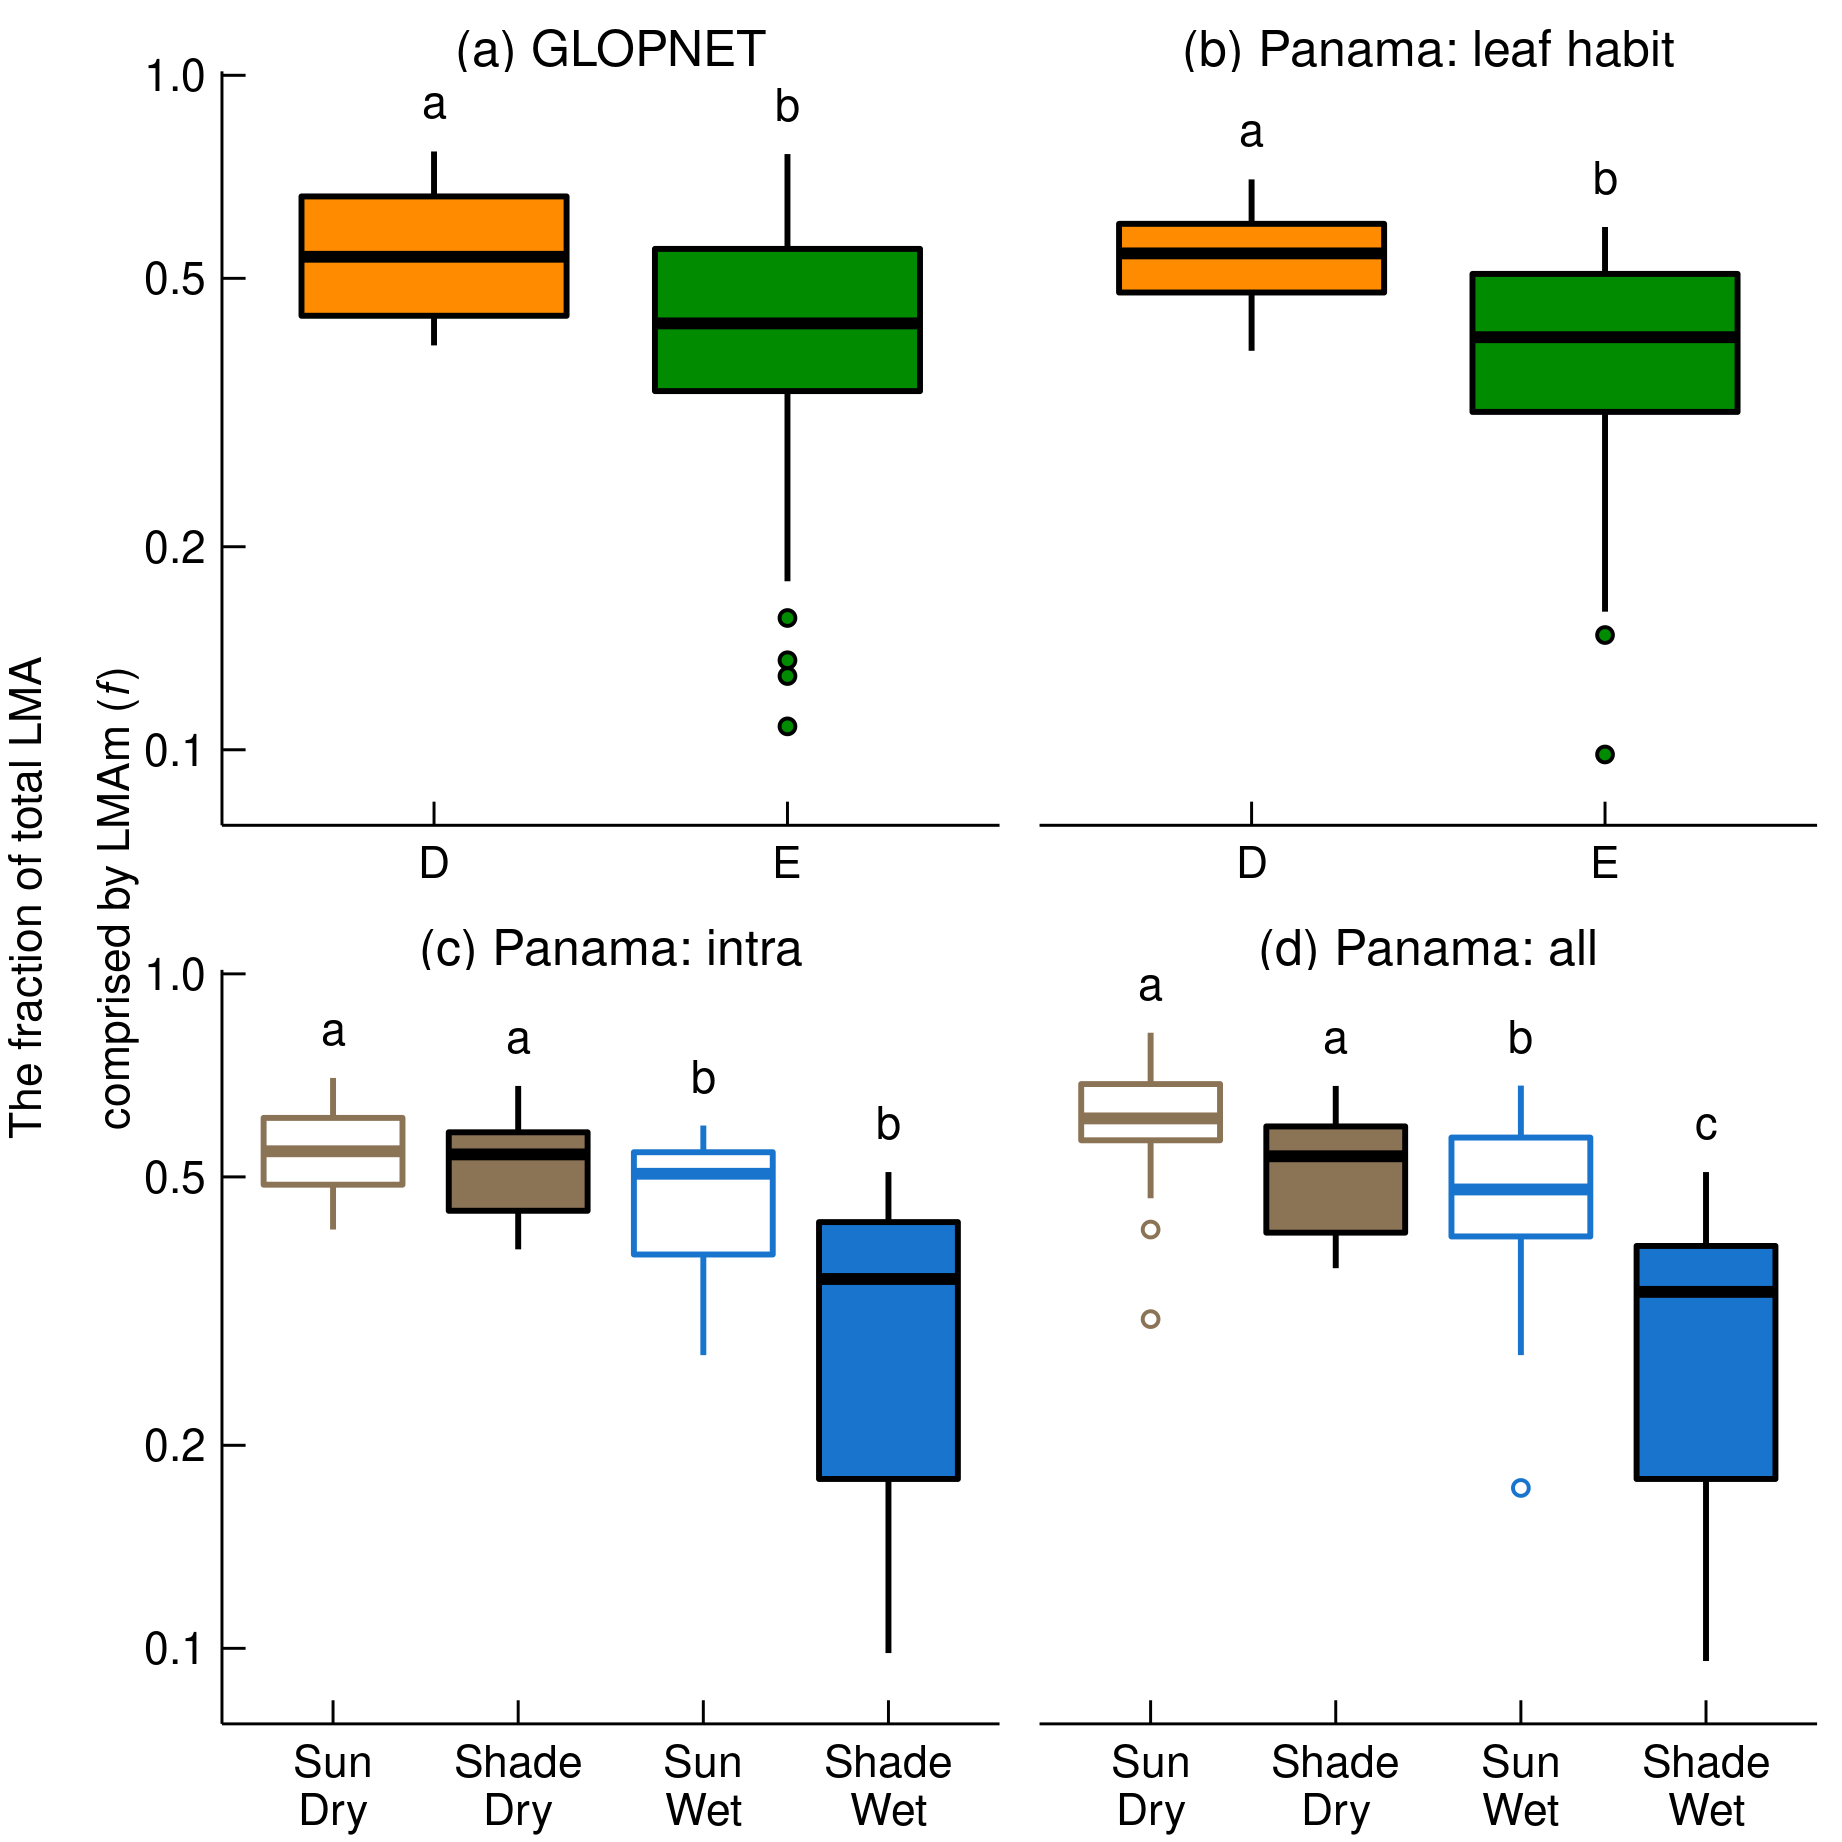 The fraction of total LMA
comprised by LMAm (f)
(a) GLOPNET
1.0
0.5
0.2
0.1
a
b
D
E
(b) Panama: leaf habit
a
b
D
E
(c) Panama: intra
1.0
0.5
0.2
0.1
a
a
b
b
Sun
Dry
Shade
Dry
Sun
Wet
Shade
Wet
(d) Panama: all
a
a
b
c
Sun
Dry
Shade
Dry
Sun
Wet
Shade
Wet